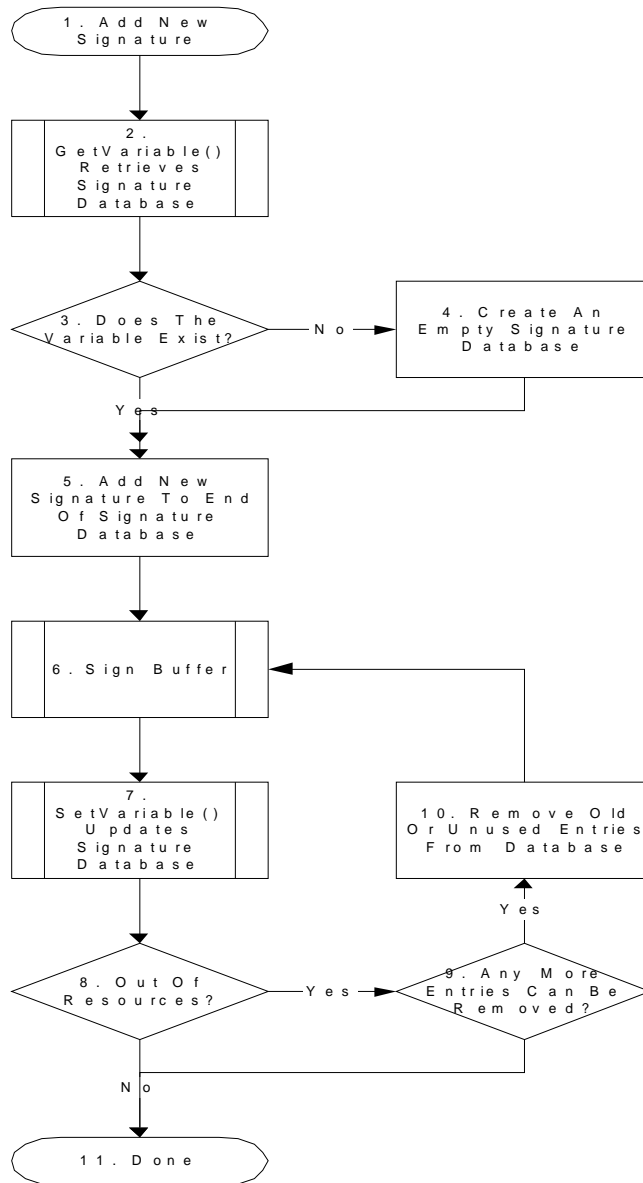 1. Add New
Signature
2.
GetVariable()
Retrieves
Signature
Database
3. Does The
Variable Exist?
No
4. Create An
Empty Signature
Database
Yes
5. Add New
Signature To End
Of Signature
Database
6. Sign Buffer
7.
SetVariable()
Updates
Signature
Database
10. Remove Old
Or Unused Entries
From Database
Yes
8. Out Of
Resources?
Yes
9. Any More
Entries Can Be
Removed?
No
11. Done